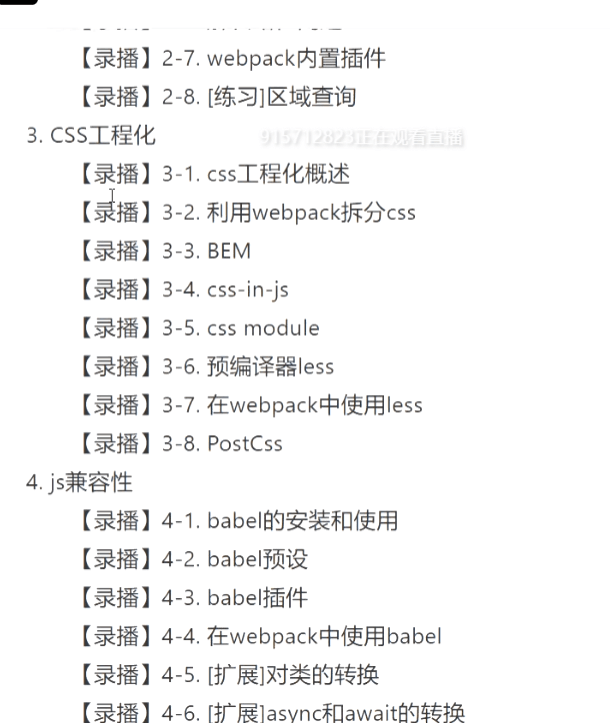 【录播】2-7. webpack内置插件
【录播】2-8. [练习]区域查询
3. CSS工程化
915712823正在观看直播
【录播】3-1. css工程化概述
【录播】3-2. 利用webpack拆分css
【录播】3-3. BEM
【录播】3-4. css-in-js
【录播】3-5. css module
【录播】3-6. 预编译器less
【录播】3-7. 在webpack中使用less
【录播】3-8. PostCss
4. js兼容性
【录播】4-1. babel的安装和使用
【录播】4-2. babel预设
【录播】4-3. babel插件
【录播】4-4. 在webpack中使用babel
【录播】4-5. [扩展]对类的转换
【录播】4-6. [扩展]async和await的转换